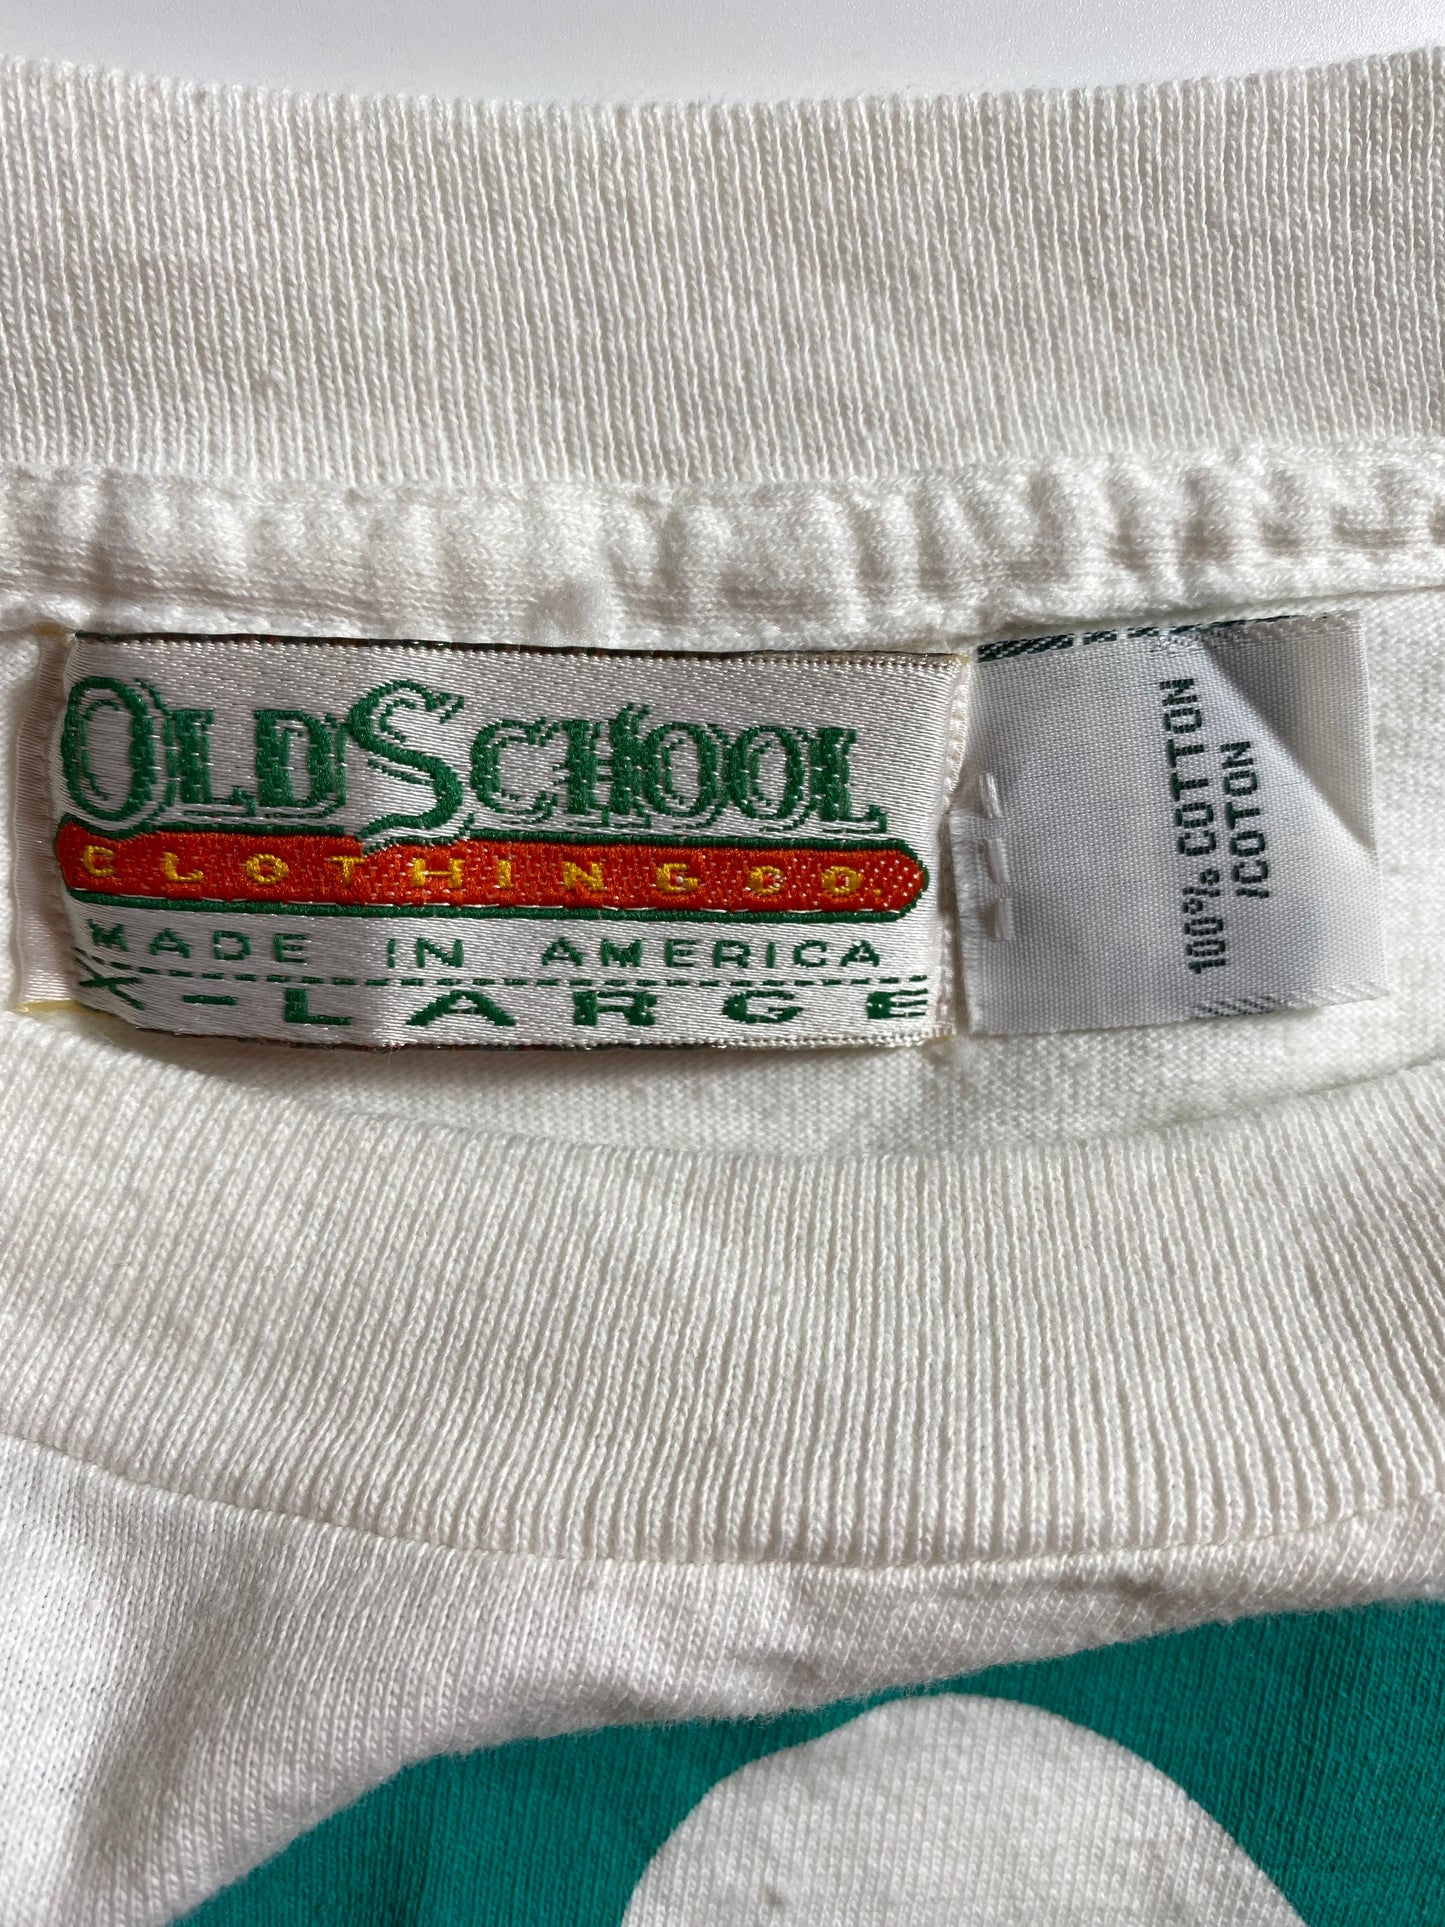 OLD SCHOOL
CLOTHING CO.
MADE IN AMERICA
X-LARGE
100% COTTON
/COTON